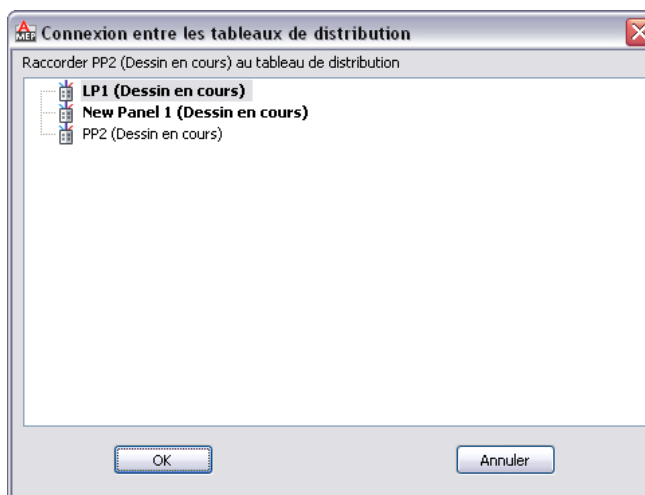 MEP Connexion entre les tableaux de distribution
Raccorder PP2 (Dessin en cours) au tableau de distribution
LP1 (Dessin en cours)
New Panel 1 (Dessin en cours)
PP2 (Dessin en cours)
OK Annuler